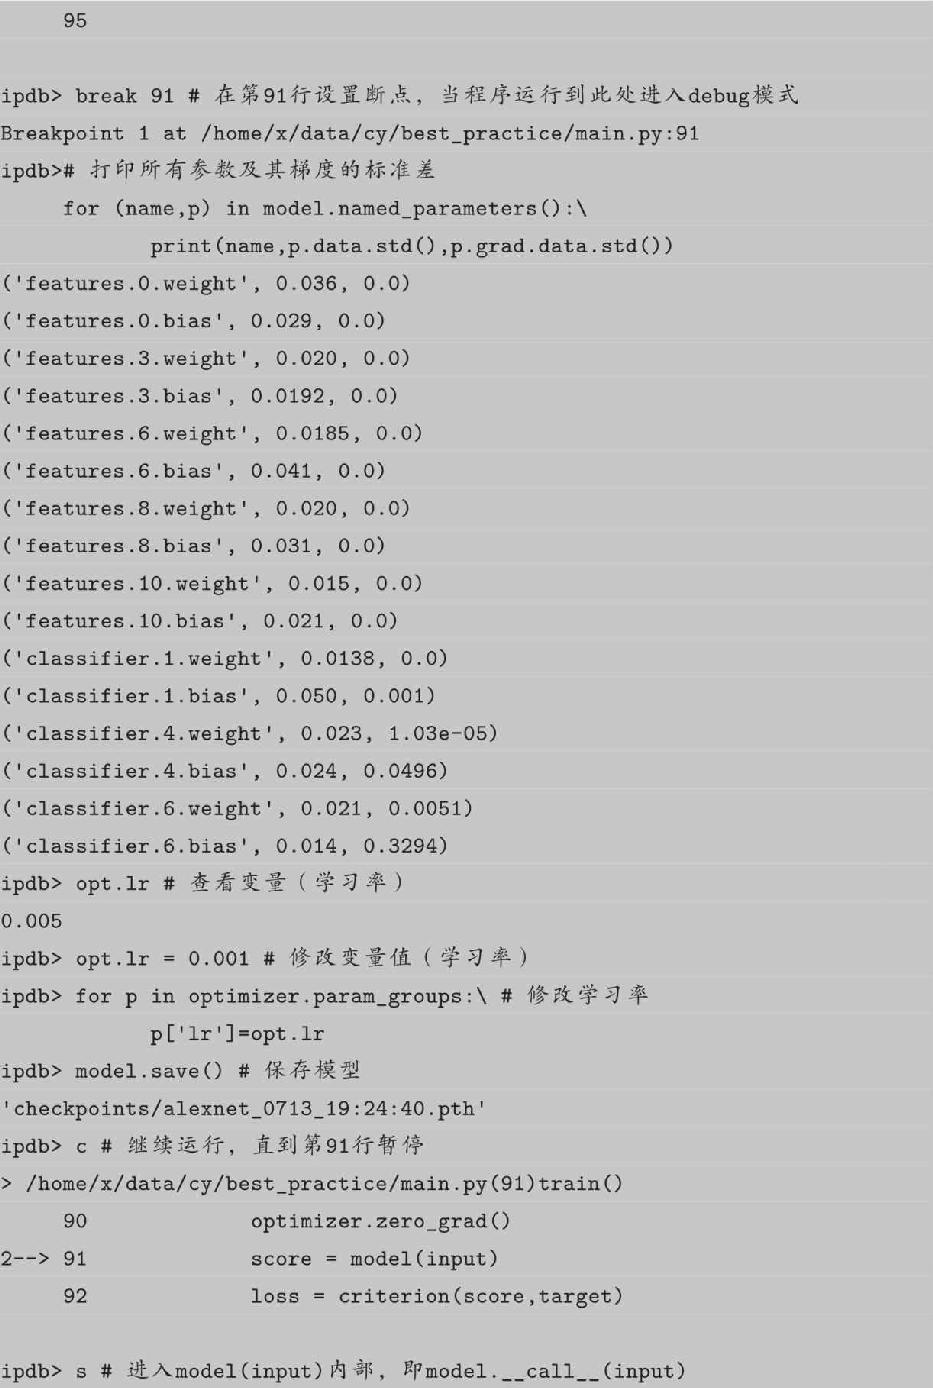 95
ipdb> break 91 # 在第91行设置断点，当程序运行到此处进入debug模式
Breakpoint 1 at /home/x/data/cy/best_practice/main.py:91
ipdb># 打印所有参数及其梯度的标准差
for (name,p) in model.named_parameters():\
print(name,p.data.std(),p.grad.data.std())
('features.0.weight', 0.036, 0.0)
('features.0.bias', 0.029, 0.0)
('features.3.weight', 0.020, 0.0)
('features.3.bias', 0.0192, 0.0)
('features.6.weight', 0.0185, 0.0)
('features.6.bias', 0.041, 0.0)
('features.8.weight', 0.020, 0.0)
('features.8.bias', 0.031, 0.0)
('features.10.weight', 0.015, 0.0)
('features.10.bias', 0.021, 0.0)
('classifier.1.weight', 0.0138, 0.0)
('classifier.1.bias', 0.050, 0.001)
('classifier.4.weight', 0.023, 1.03e-05)
('classifier.4.bias', 0.024, 0.0496)
('classifier.6.weight', 0.021, 0.0051)
('classifier.6.bias', 0.014, 0.3294)
ipdb> opt.lr # 查看变量（学习率）
0.005
ipdb> opt.lr = 0.001 # 修改变量值（学习率）
ipdb> for p in optimizer.param_groups:\ # 修改学习率
p['lr']=opt.lr
ipdb> model.save() # 保存模型
'checkpoints/alexnet_0713_19:24:40.pth'
ipdb> c # 继续运行，直到第91行暂停
> /home/x/data/cy/best_practice/main.py(91)train()
90 optimizer.zero_grad()
2--> 91 score = model(input)
92 loss = criterion(score,target)
ipdb> s # 进入model(input)内部，即model.__call__(input)